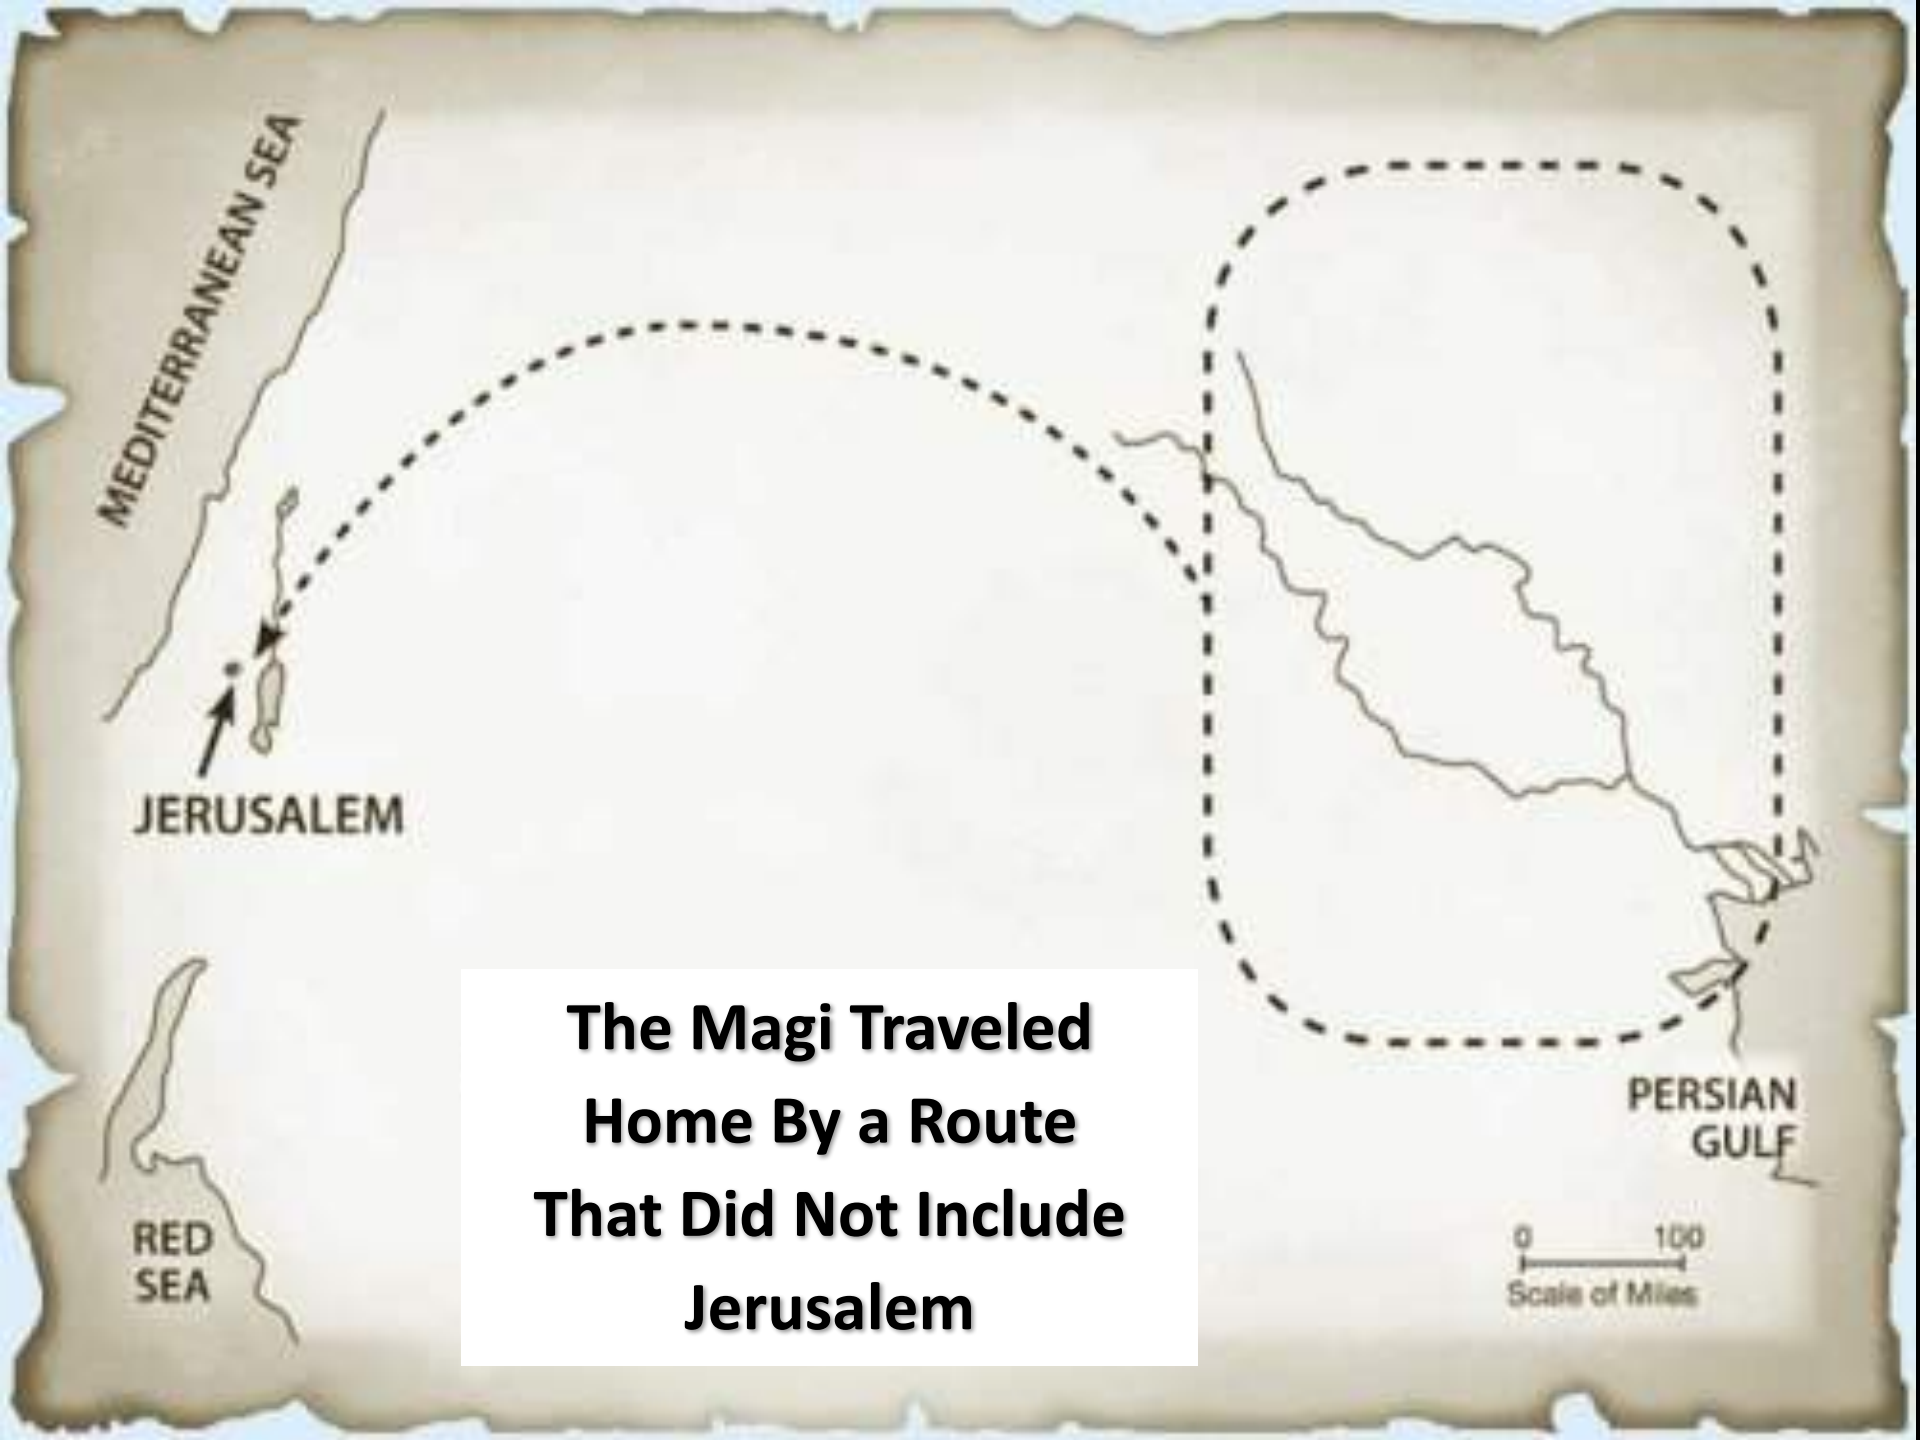 MEDITERRANEAN SEA
JERUSALEM
The Magi Traveled
Home By a Route
That Did Not Include
Jerusalem
PERSIAN
GULF
RED
SEA
0 100
Scale of Miles